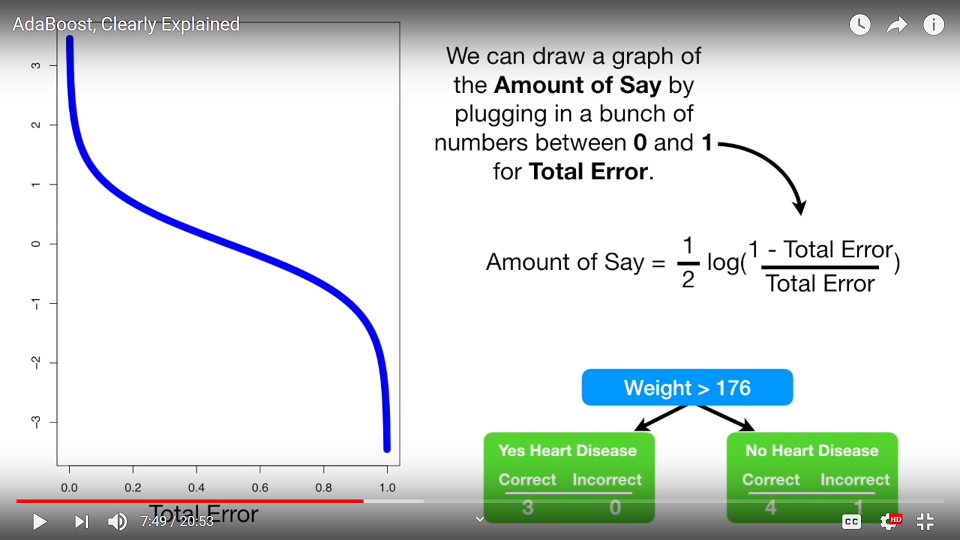 AdaBoost, Clearly Explained
3
2
1
0
-1
-2
-3
0.0 0.2 0.4 0.6 0.8 1.0
Total Error
We can draw a graph of
the Amount of Say by
plugging in a bunch of
numbers between 0 and 1
for Total Error.
Amount of Say = 1/2 log(1 - Total Error/Total Error)
Weight > 176
Yes Heart Disease
Correct Incorrect
3 0
No Heart Disease
Correct Incorrect
4 1
7:49 / 20:53
CC
HD